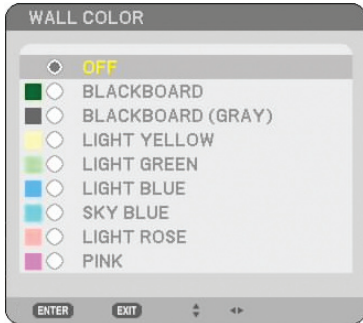 WALL COLOR
OFF
BLACKBOARD
BLACKBOARD (GRAY)
LIGHT YELLOW
LIGHT GREEN
LIGHT BLUE
SKY BLUE
LIGHT ROSE
PINK
ENTER EXIT